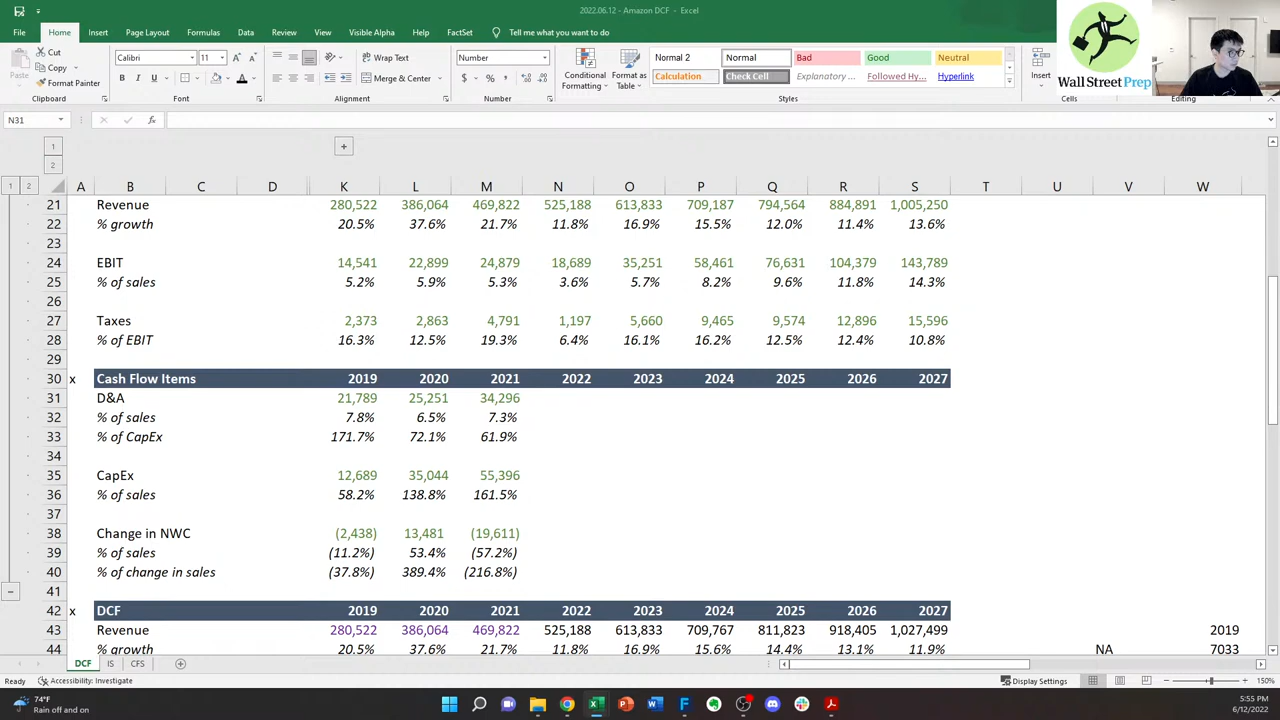 2022.06.12 - Amazon DCF - Excel
File Home Insert Page Layout Formulas Data Review View Visible Alpha Help FactSet Tell me what you want to do
Cut
Copy
Format Painter
Paste
Clipboard
Calibri 11
B I U
Font
Wrap Text
Merge & Center
Alignment
Number
$ % ,
Number
Conditional Formatting
Format as Table
Normal 2 Normal Bad Good Neutral
Calculation Check Cell Explanatory ... Followed Hy... Hyperlink
Styles
Insert
Cells
Editing
Wall Street Prep
N31 fx
1
2
1 2 A B C D K L M N O P Q R S T U V W
21 Revenue 280,522 386,064 469,822 525,188 613,833 709,187 794,564 884,891 1,005,250
22 % growth 20.5% 37.6% 21.7% 11.8% 16.9% 15.5% 12.0% 11.4% 13.6%
23
24 EBIT 14,541 22,899 24,879 18,689 35,251 58,461 76,631 104,379 143,789
25 % of sales 5.2% 5.9% 5.3% 3.6% 5.7% 8.2% 9.6% 11.8% 14.3%
26
27 Taxes 2,373 2,863 4,791 1,197 5,660 9,465 9,574 12,896 15,596
28 % of EBIT 16.3% 12.5% 19.3% 6.4% 16.1% 16.2% 12.5% 12.4% 10.8%
29
30 x Cash Flow Items 2019 2020 2021 2022 2023 2024 2025 2026 2027
31 D&A 21,789 25,251 34,296
32 % of sales 7.8% 6.5% 7.3%
33 % of CapEx 171.7% 72.1% 61.9%
34
35 CapEx 12,689 35,044 55,396
36 % of sales 58.2% 138.8% 161.5%
37
38 Change in NWC (2,438) 13,481 (19,611)
39 % of sales (11.2%) 53.4% (57.2%)
40 % of change in sales (37.8%) 389.4% (216.8%)
41
42 x DCF 2019 2020 2021 2022 2023 2024 2025 2026 2027
43 Revenue 280,522 386,064 469,822 525,188 613,833 709,767 811,823 918,405 1,027,499 2019
44 % growth 20.5% 37.6% 21.7% 11.8% 16.9% 15.6% 14.4% 13.1% 11.9% NA 7033
DCF IS CFS
Ready Accessibility: Investigate Display Settings 150%
74°F
Rain off and on
5:55 PM
6/12/2022